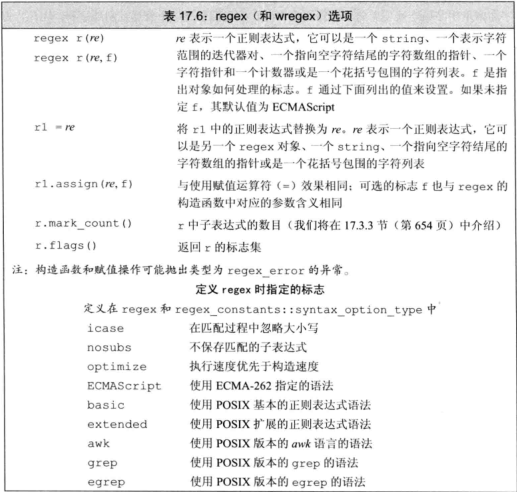 表 17.6：regex（和 wregex）选项
regex r(re) re 表示一个正则表达式，它可以是一个 string、一个表示字符
regex r(re, f) 范围的迭代器对、一个指向空字符结尾的字符数组的指针、一个
字符指针和一个计数器或是一个花括号包围的字符列表。f 是指
出对象如何处理的标志。f 通过下面列出的值来设置。如果未指
定 f，其默认值为 ECMAScript
r1 = re 将 r1 中的正则表达式替换为 re。re 表示一个正则表达式，它可
以是另一个 regex 对象、一个 string、一个指向空字符结尾的
字符数组的指针或是一个花括号包围的字符列表
r1.assign(re, f) 与使用赋值运算符（=）效果相同；可选的标志 f 也与 regex 的
构造函数中对应的参数含义相同
r.mark_count() r 中子表达式的数目（我们将在 17.3.3 节（第 654 页）中介绍）
r.flags() 返回 r 的标志集
注：构造函数和赋值操作可能抛出类型为 regex_error 的异常。
定义 regex 时指定的标志
定义在 regex 和 regex_constants::syntax_option_type 中
icase 在匹配过程中忽略大小写
nosubs 不保存匹配的子表达式
optimize 执行速度优先于构造速度
ECMAScript 使用 ECMA-262 指定的语法
basic 使用 POSIX 基本的正则表达式语法
extended 使用 POSIX 扩展的正则表达式语法
awk 使用 POSIX 版本的 awk 语言的语法
grep 使用 POSIX 版本的 grep 的语法
egrep 使用 POSIX 版本的 egrep 的语法